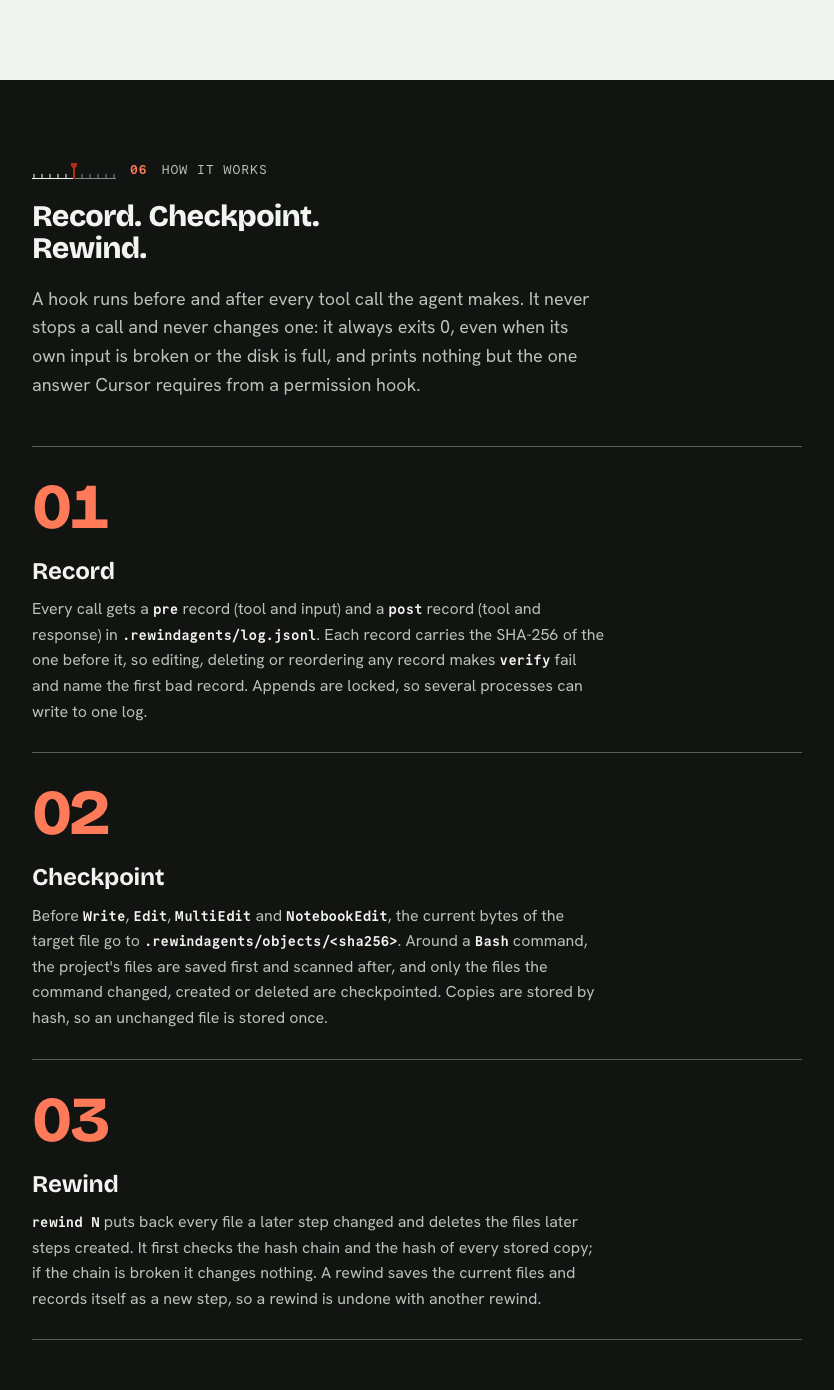 06 HOW IT WORKS
Record. Checkpoint.
Rewind.
A hook runs before and after every tool call the agent makes. It never
stops a call and never changes one: it always exits 0, even when its
own input is broken or the disk is full, and prints nothing but the one
answer Cursor requires from a permission hook.
01
Record
Every call gets a pre record (tool and input) and a post record (tool and
response) in .rewindagents/log.jsonl. Each record carries the SHA-256 of the
one before it, so editing, deleting or reordering any record makes verify fail
and name the first bad record. Appends are locked, so several processes can
write to one log.
02
Checkpoint
Before Write, Edit, MultiEdit and NotebookEdit, the current bytes of the
target file go to .rewindagents/objects/<sha256>. Around a Bash command,
the project's files are saved first and scanned after, and only the files the
command changed, created or deleted are checkpointed. Copies are stored by
hash, so an unchanged file is stored once.
03
Rewind
rewind N puts back every file a later step changed and deletes the files later
steps created. It first checks the hash chain and the hash of every stored copy;
if the chain is broken it changes nothing. A rewind saves the current files and
records itself as a new step, so a rewind is undone with another rewind.